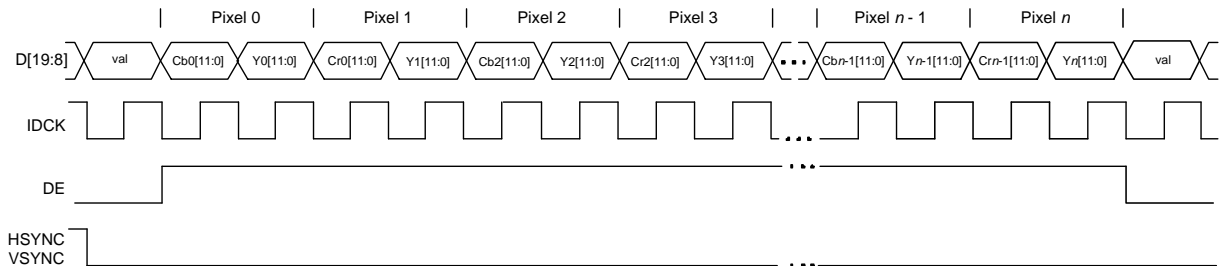 Pixel 0 Pixel 1 Pixel 2 Pixel 3 Pixel n - 1 Pixel n
D[19:8] val Cb0[11:0] Y0[11:0] Cr0[11:0] Y1[11:0] Cb2[11:0] Y2[11:0] Cr2[11:0] Y3[11:0] ... Cbn-1[11:0] Yn-1[11:0] Crn-1[11:0] Yn[11:0] val
IDCK ...
DE ...
HSYNC
VSYNC ...